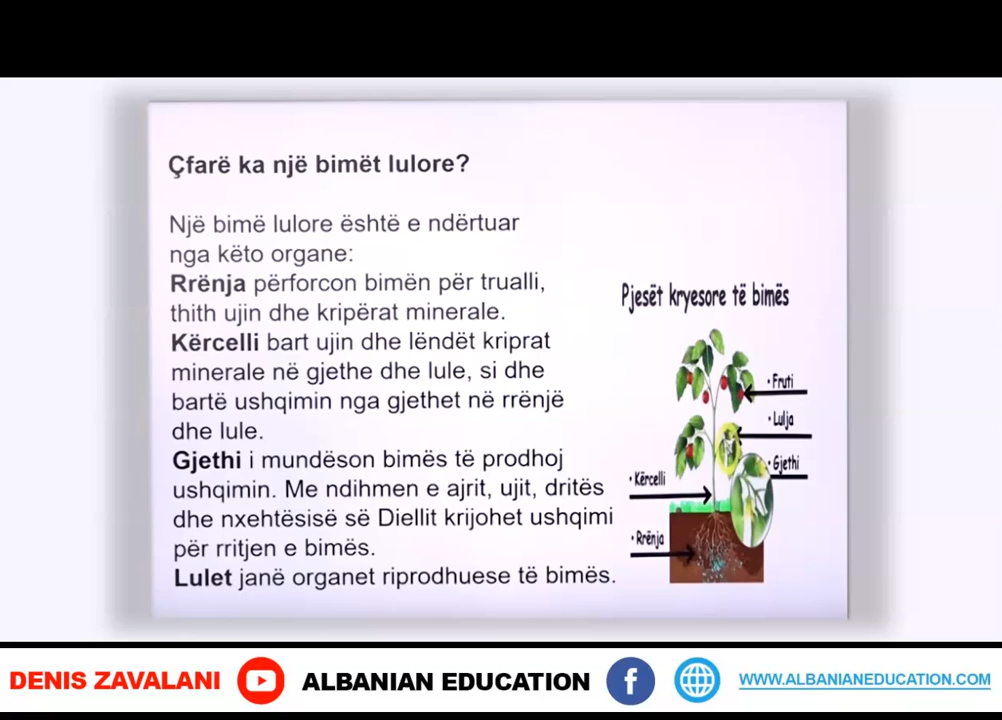 Çfarë ka një bimët lulore?
Një bimë lulore është e ndërtuar
nga këto organe:
Rrënja përforcon bimën për trualli,
thith ujin dhe kripërat minerale.
Kërcelli bart ujin dhe lëndët kriprat
minerale në gjethe dhe lule, si dhe
bartë ushqimin nga gjethet në rrënjë
dhe lule.
Gjethi i mundëson bimës të prodhoj
ushqimin. Me ndihmen e ajrit, ujit, dritës
dhe nxehtësisë së Diellit krijohet ushqimi
për rritjen e bimës.
Lulet janë organet riprodhuese të bimës.
Pjesët kryesore të bimës
• Fruti
• Lulja
• Gjethi
• Kërcelli
• Rrënja
DENIS ZAVALANI ALBANIAN EDUCATION f WWW.ALBANIANEDUCATION.COM